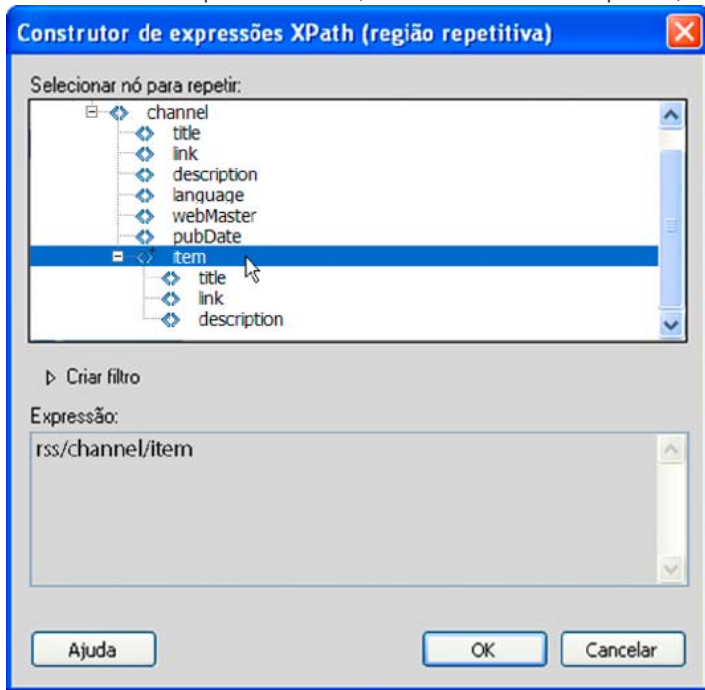 Construtor de expressões XPath (região repetitiva)
Selecionar nó para repetir:
channel
title
link
description
language
webMaster
pubDate
item
title
link
description
Criar filtro
Expressão:
rss/channel/item
Ajuda
OK
Cancelar